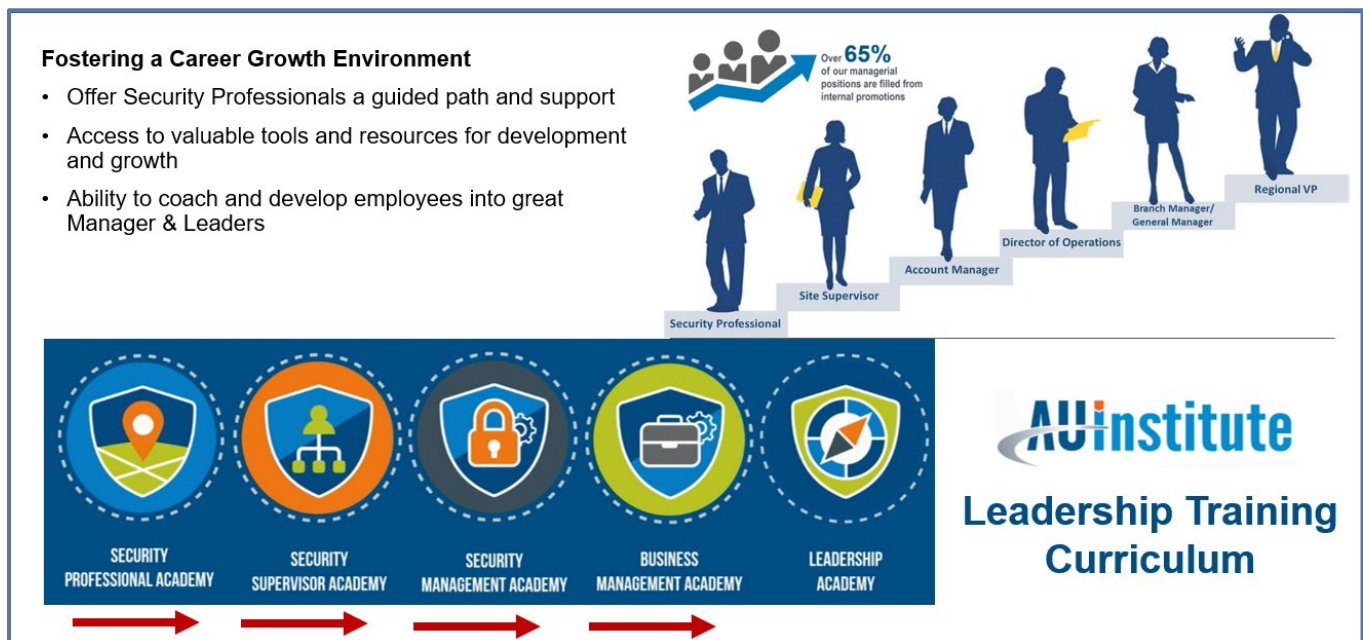 Fostering a Career Growth Environment
• Offer Security Professionals a guided path and support
• Access to valuable tools and resources for development
and growth
• Ability to coach and develop employees into great
Manager & Leaders
Over 65%
of our managerial
positions are filled from
internal promotions
Security Professional
Site Supervisor
Account Manager
Director of Operations
Branch Manager/
General Manager
Regional VP
SECURITY
PROFESSIONAL ACADEMY
SECURITY
SUPERVISOR ACADEMY
SECURITY
MANAGEMENT ACADEMY
BUSINESS
MANAGEMENT ACADEMY
LEADERSHIP
ACADEMY
AUinstitute
Leadership Training
Curriculum